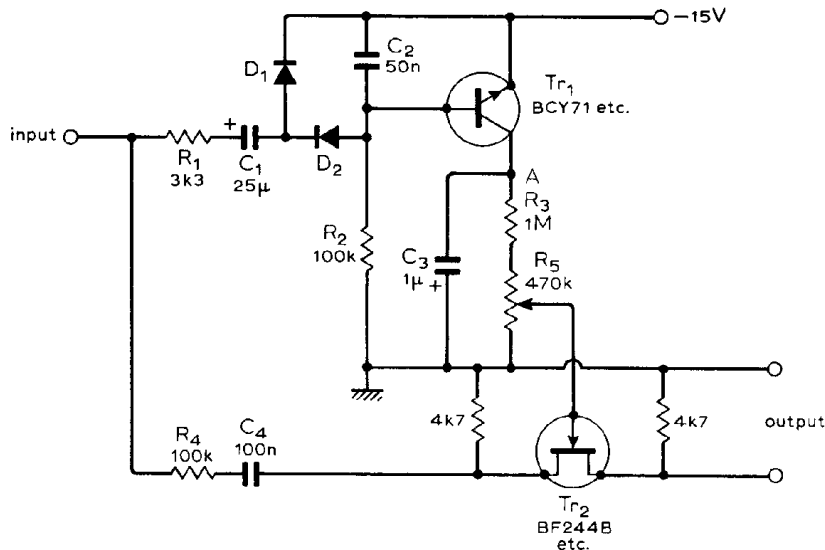 −15V
C2
50n
D1
Tr1
BCY71 etc.
input
+
R1
3k3
C1
25μ
D2
A
R3
1M
R2
100k
C3
1μ +
R5
470k
4k7
4k7
output
R4
100k
C4
100n
Tr2
BF244B
etc.